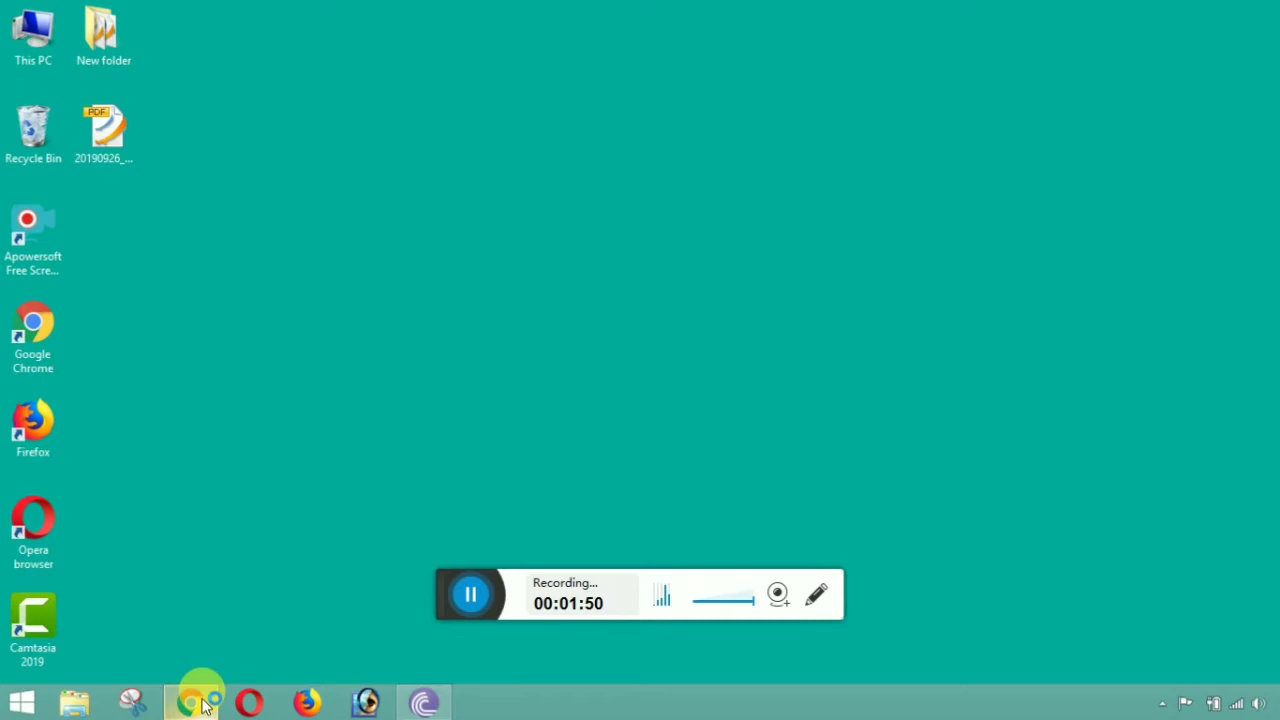 This PC
New folder
Recycle Bin
PDF
20190926_...
Apowersoft
Free Scre...
Google
Chrome
Firefox
Opera
browser
Camtasia
2019
Recording...
00:01:50